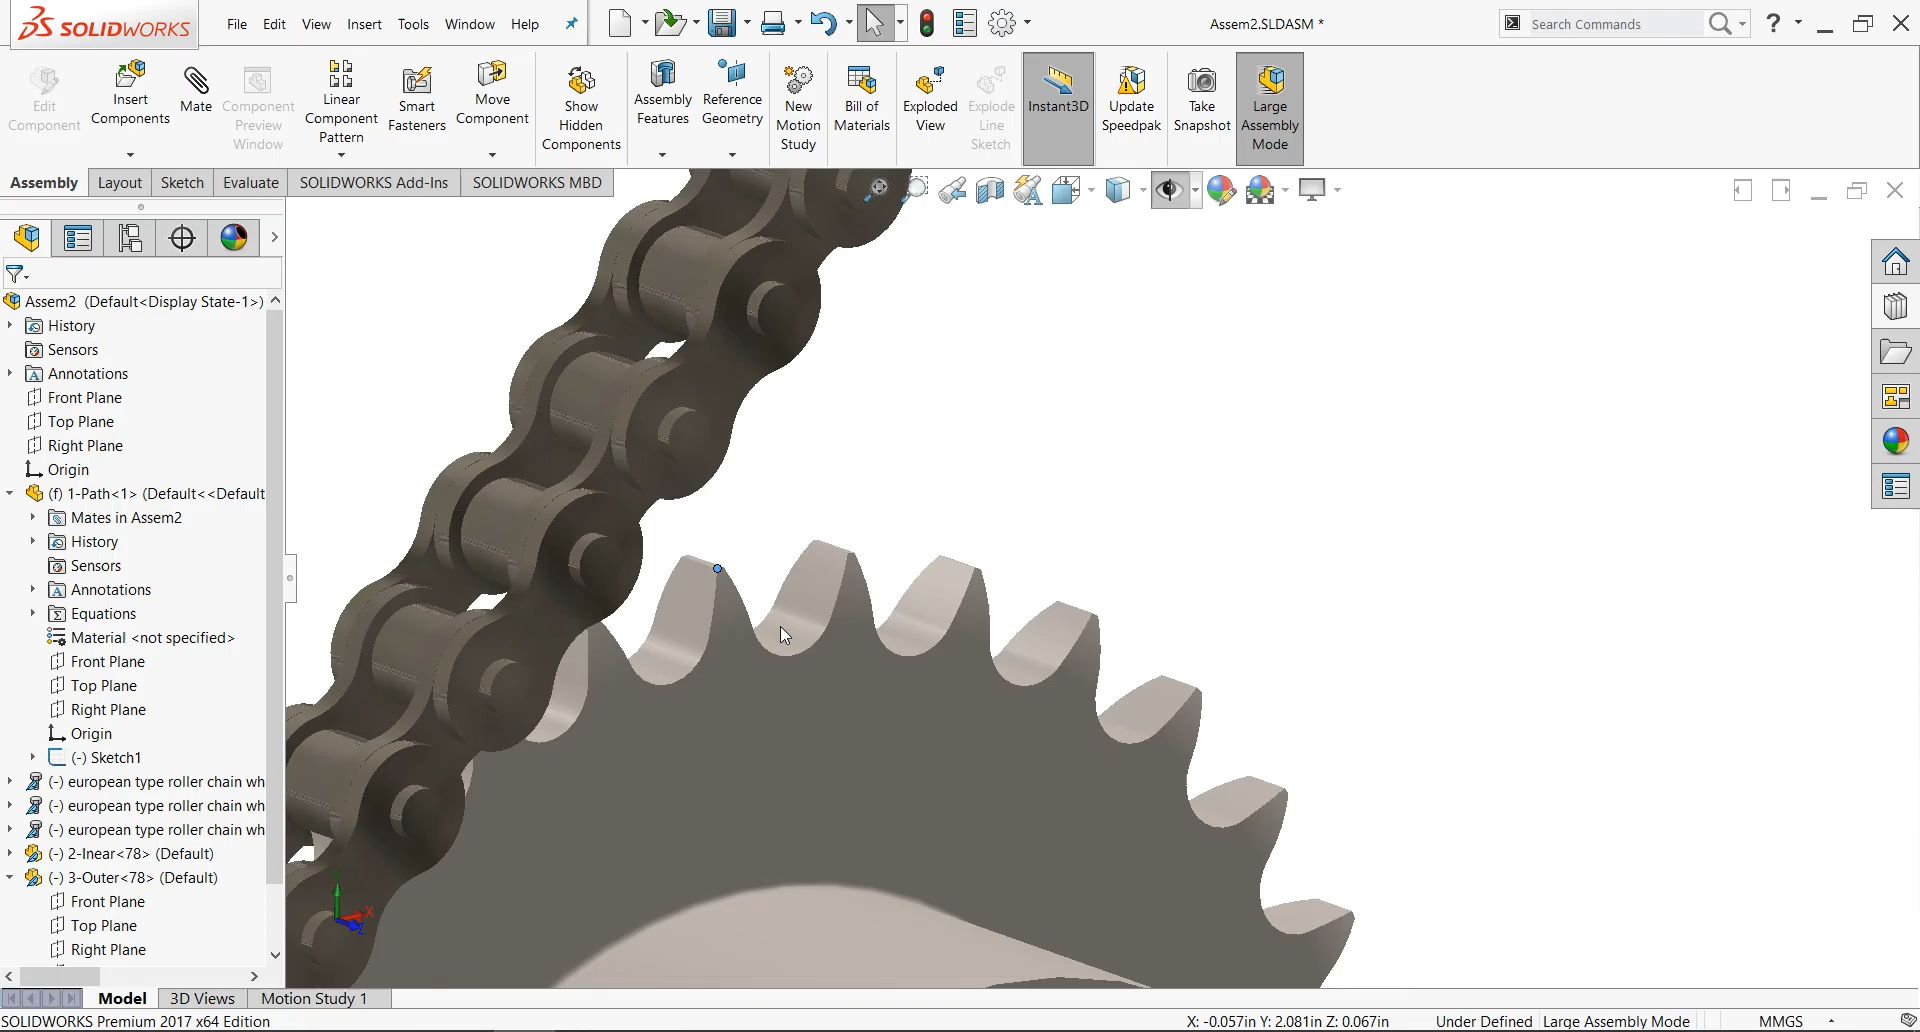 SOLIDWORKS
File Edit View Insert Tools Window Help
Assem2.SLDASM *
Search Commands
?
Edit Component
Insert Components
Mate
Component Preview Window
Linear Component Pattern
Smart Fasteners
Move Component
Show Hidden Components
Assembly Features
Reference Geometry
New Motion Study
Bill of Materials
Exploded View
Explode Line Sketch
Instant3D
Update Speedpak
Take Snapshot
Large Assembly Mode
Assembly Layout Sketch Evaluate SOLIDWORKS Add-Ins SOLIDWORKS MBD
Assem2 (Default<Display State-1>)
History
Sensors
Annotations
Front Plane
Top Plane
Right Plane
Origin
(f) 1-Path<1> (Default<<Default
Mates in Assem2
History
Sensors
Annotations
Equations
Material <not specified>
Front Plane
Top Plane
Right Plane
Origin
(-) Sketch1
(-) european type roller chain wh
(-) european type roller chain wh
(-) european type roller chain wh
(-) 2-Inear<78> (Default)
(-) 3-Outer<78> (Default)
Front Plane
Top Plane
Right Plane
X
Model 3D Views Motion Study 1
SOLIDWORKS Premium 2017 x64 Edition
X: -0.057in Y: 2.081in Z: 0.067in
Under Defined
Large Assembly Mode
MMGS